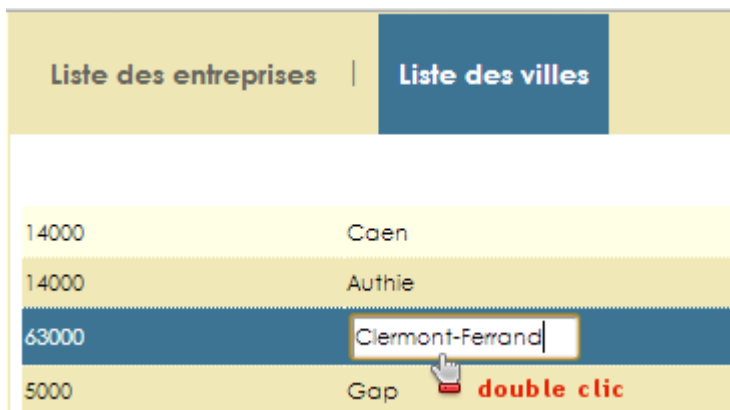 Liste des entreprises | Liste des villes
14000 Caen
14000 Authie
63000 Clermont-Ferrand
5000 Gap double clic